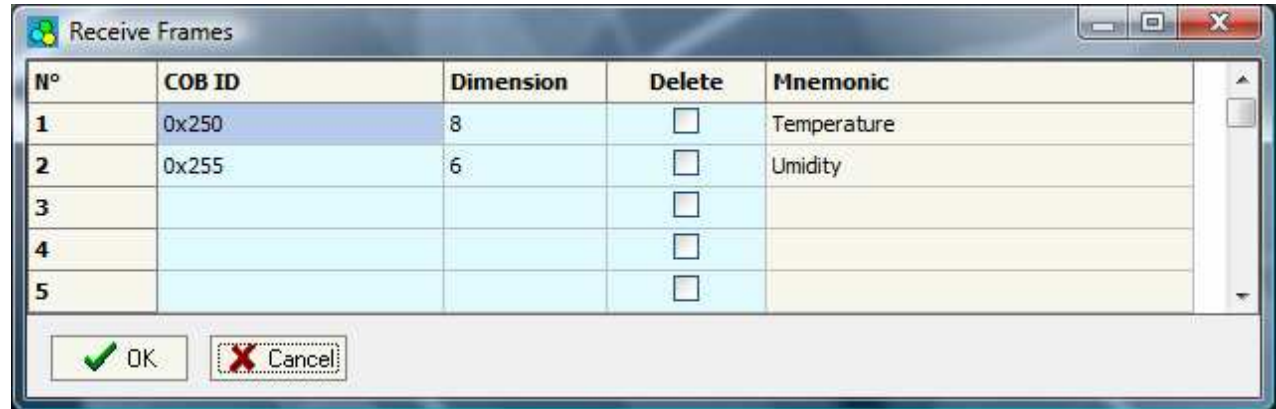 Receive Frames
N° COB ID Dimension Delete Mnemonic
1 0x250 8 Temperature
2 0x255 6 Umidity
3
4
5
OK Cancel